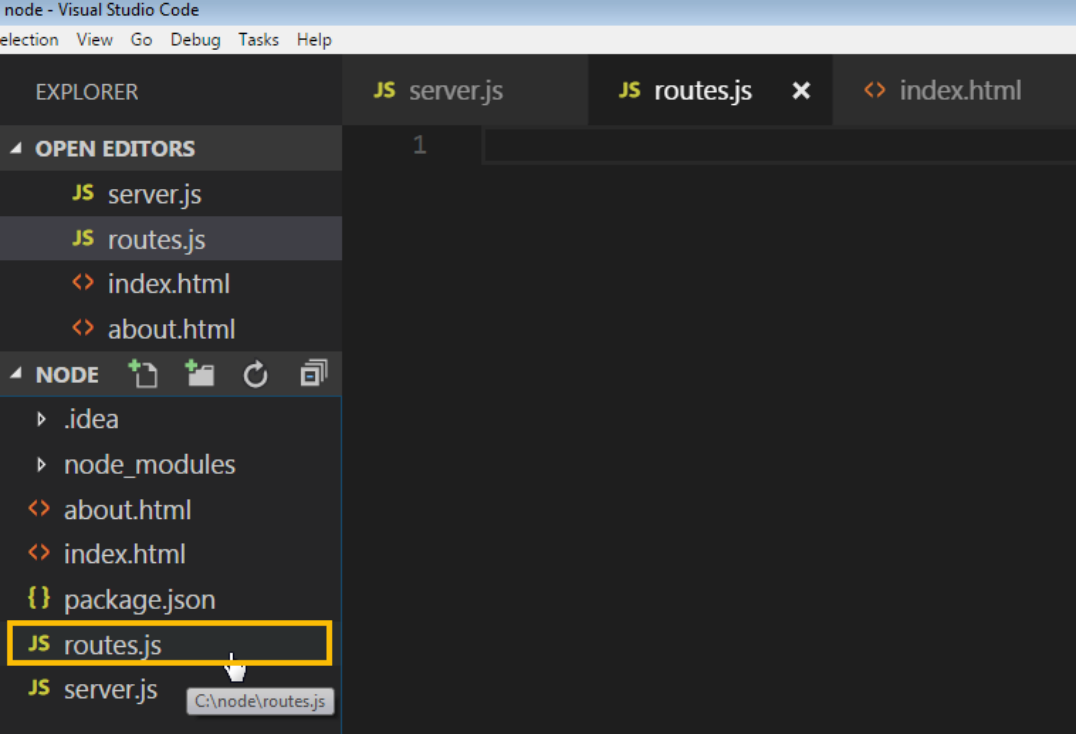 node - Visual Studio Code
election View Go Debug Tasks Help
EXPLORER
JS server.js
JS routes.js
<> index.html
OPEN EDITORS
JS server.js
JS routes.js
<> index.html
<> about.html
1
NODE
.idea
node_modules
<> about.html
<> index.html
{} package.json
JS routes.js
JS server.js
C:\node\routes.js